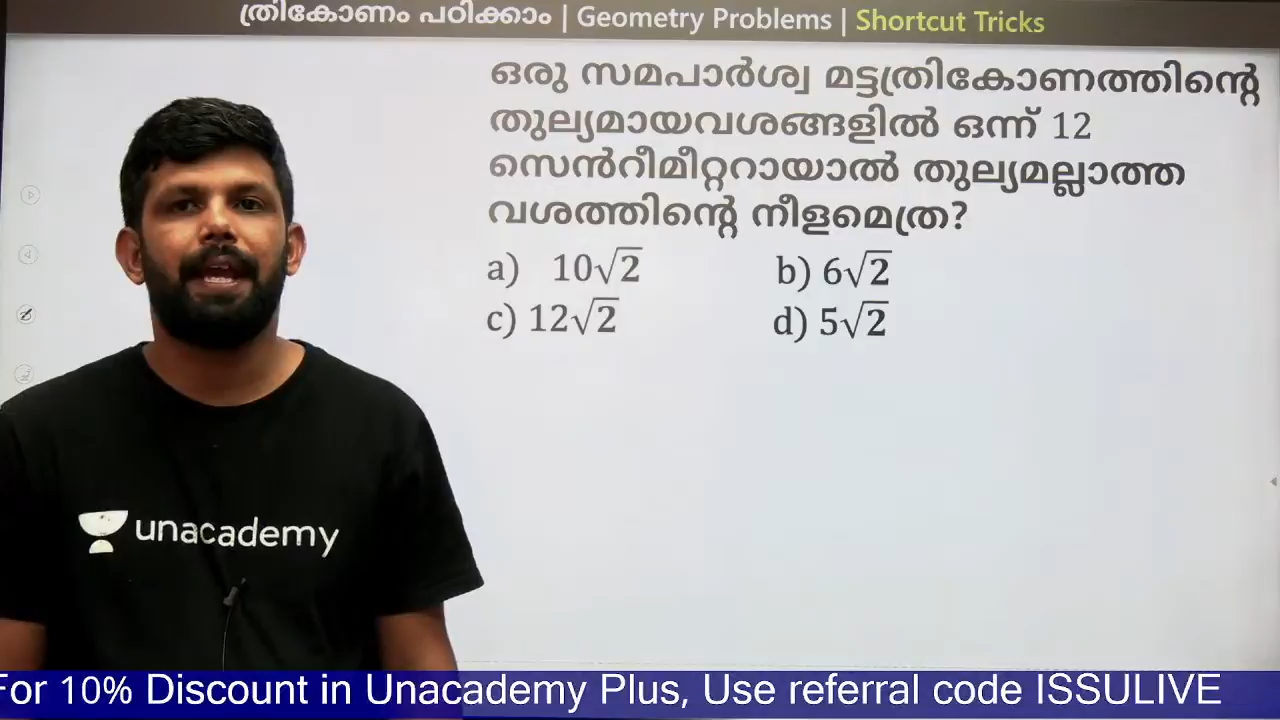 ത്രികോണം പഠിക്കാം | Geometry Problems | Shortcut Tricks
ഒരു സമപാർശ്വ മട്ടത്രികോണത്തിന്റെ
തുല്യമായവശങ്ങളിൽ ഒന്ന് 12
സെൻറീമീറ്ററായാൽ തുല്യമല്ലാത്ത
വശത്തിന്റെ നീളമെത്ര?
a) 10√2 b) 6√2
c) 12√2 d) 5√2
unacademy
For 10% Discount in Unacademy Plus, Use referral code ISSULIVE